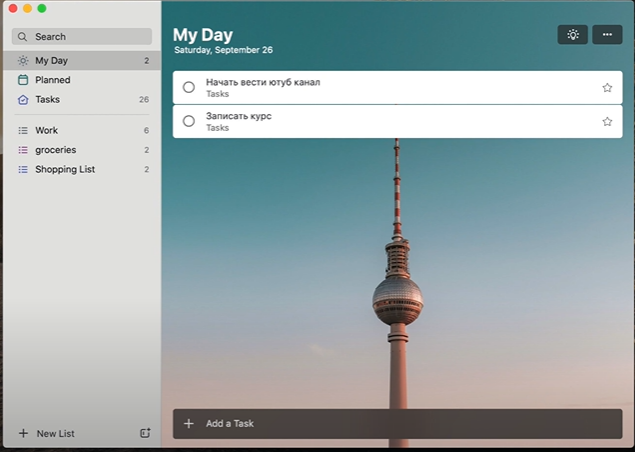 Search
My Day 2
Planned
Tasks 26
Work 6
groceries 2
Shopping List 2
New List
My Day
Saturday, September 26
Начать вести ютуб канал
Tasks
Записать курс
Tasks
Add a Task